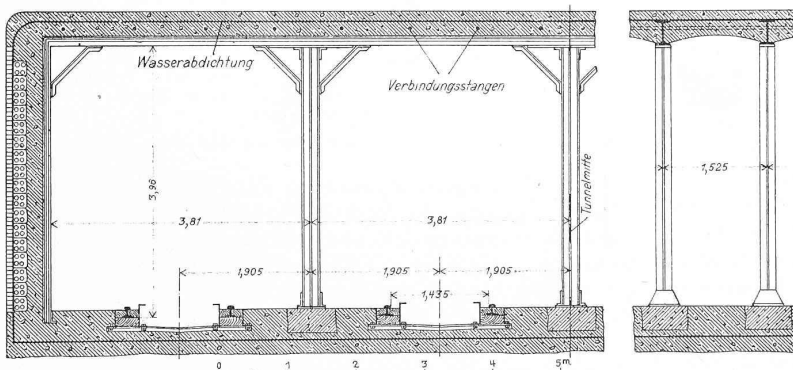 Wasserabdichtung
Verbindungsstangen
3,96
1,525
3,81
3,81
Tunnelmitte
1,905
1,905
1,905
1,435
0 1 2 3 4 5m